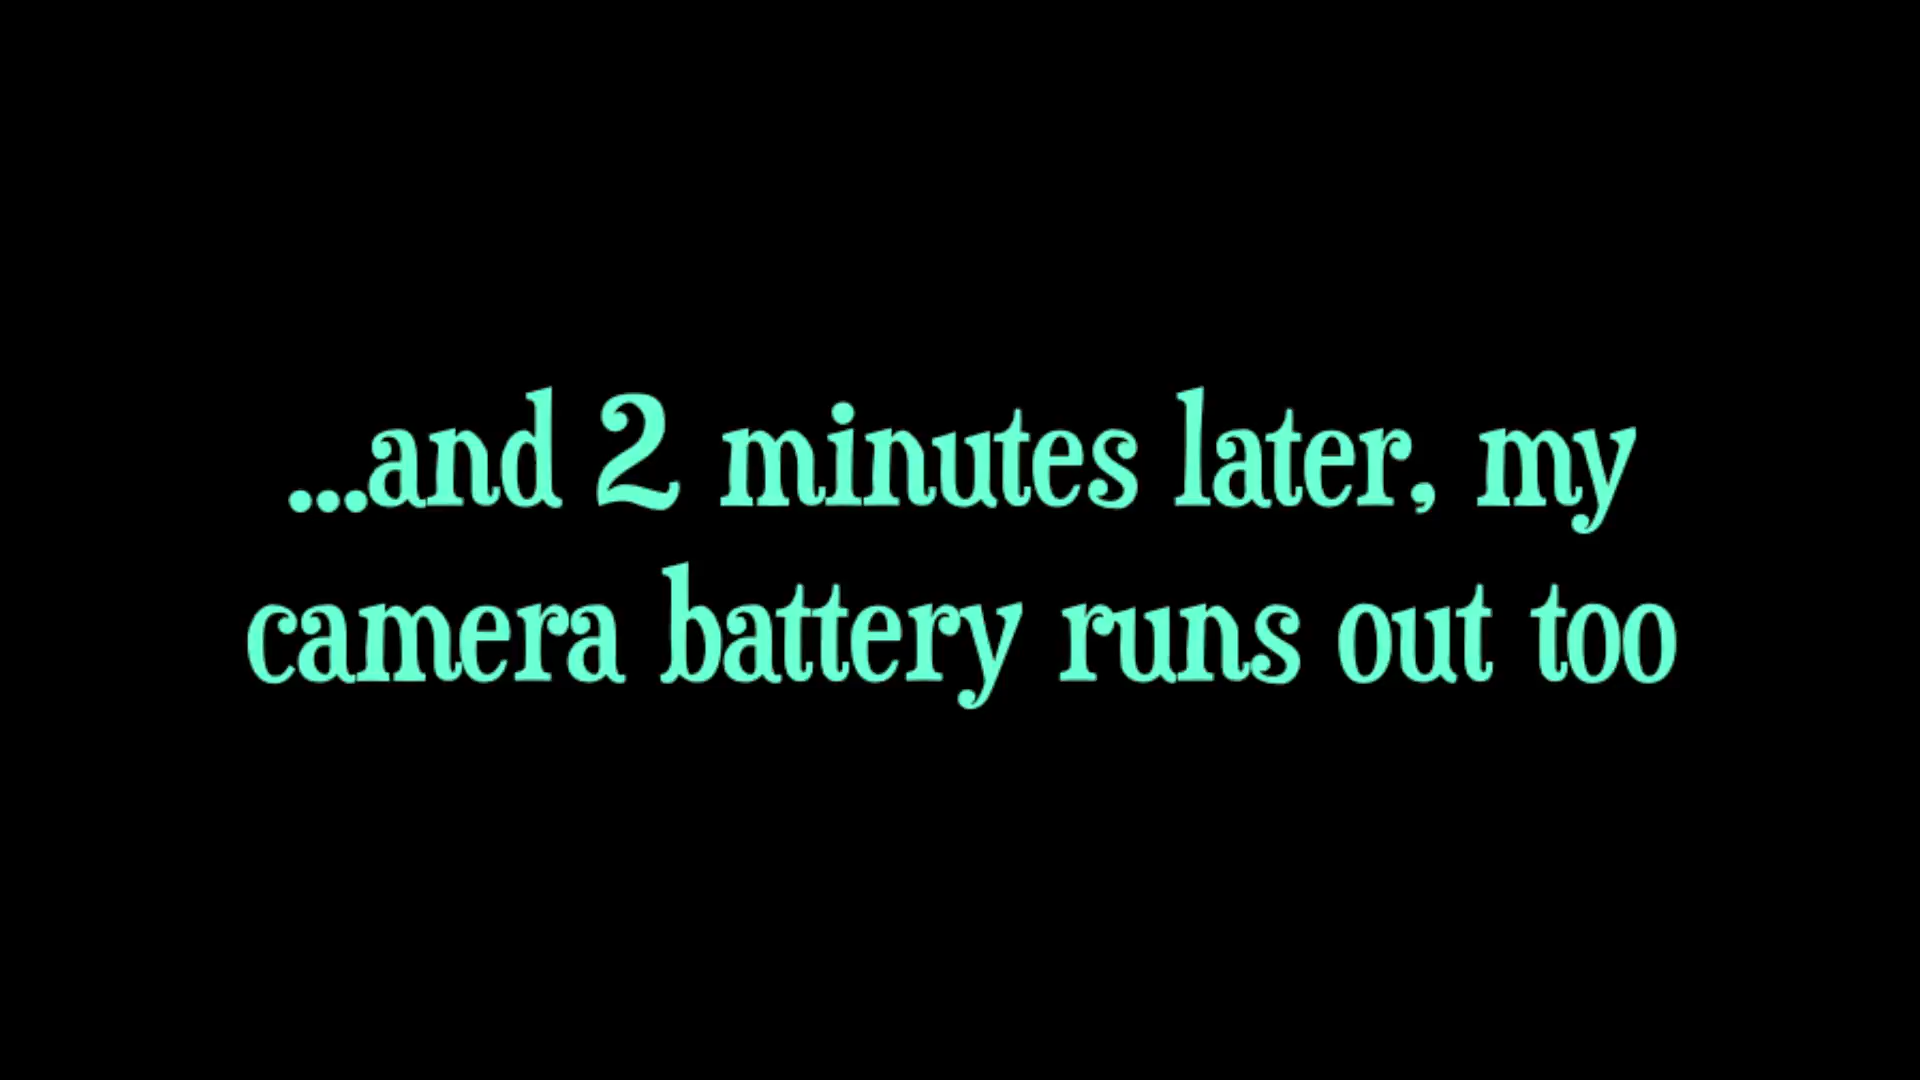 ...and 2 minutes later, my
camera battery runs out too